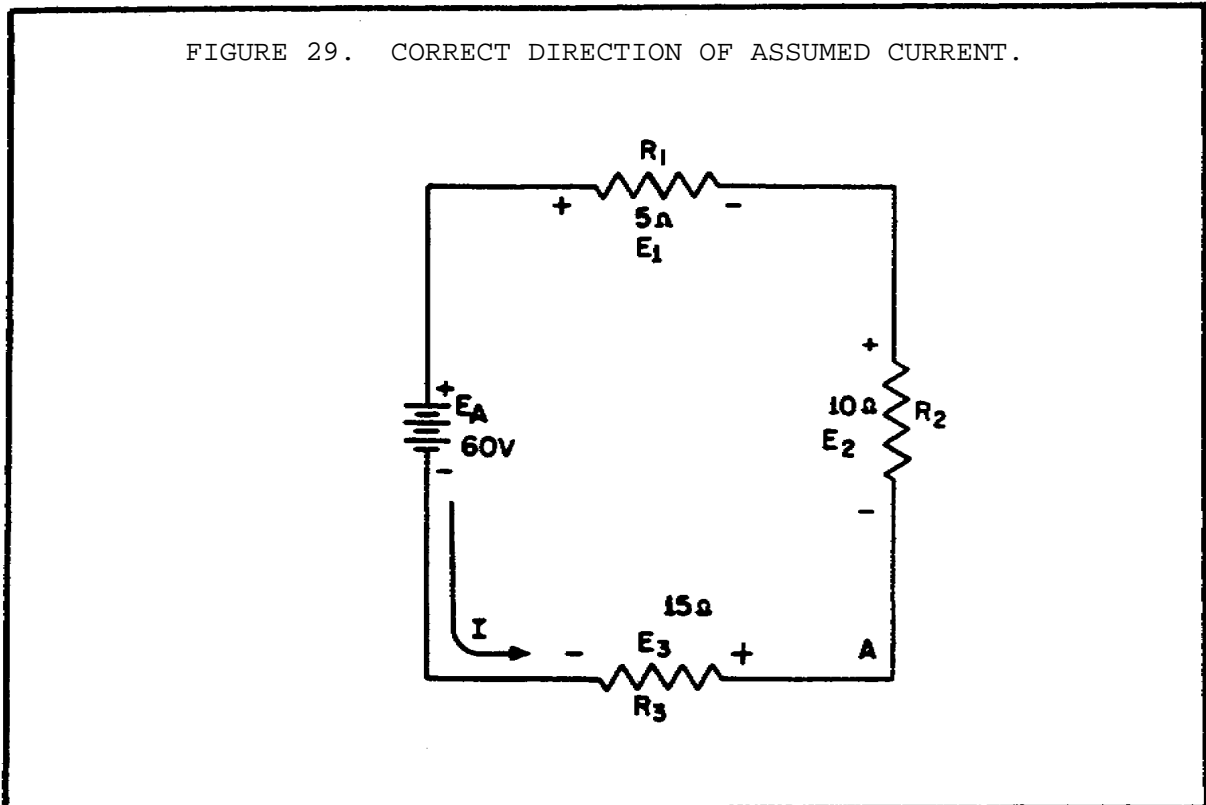 FIGURE 29. CORRECT DIRECTION OF ASSUMED CURRENT.
R1
+ -
5Ω
E1
+
+
EA
10Ω R2
60V
E2
-
-
15Ω
I
- E3 + A
R3